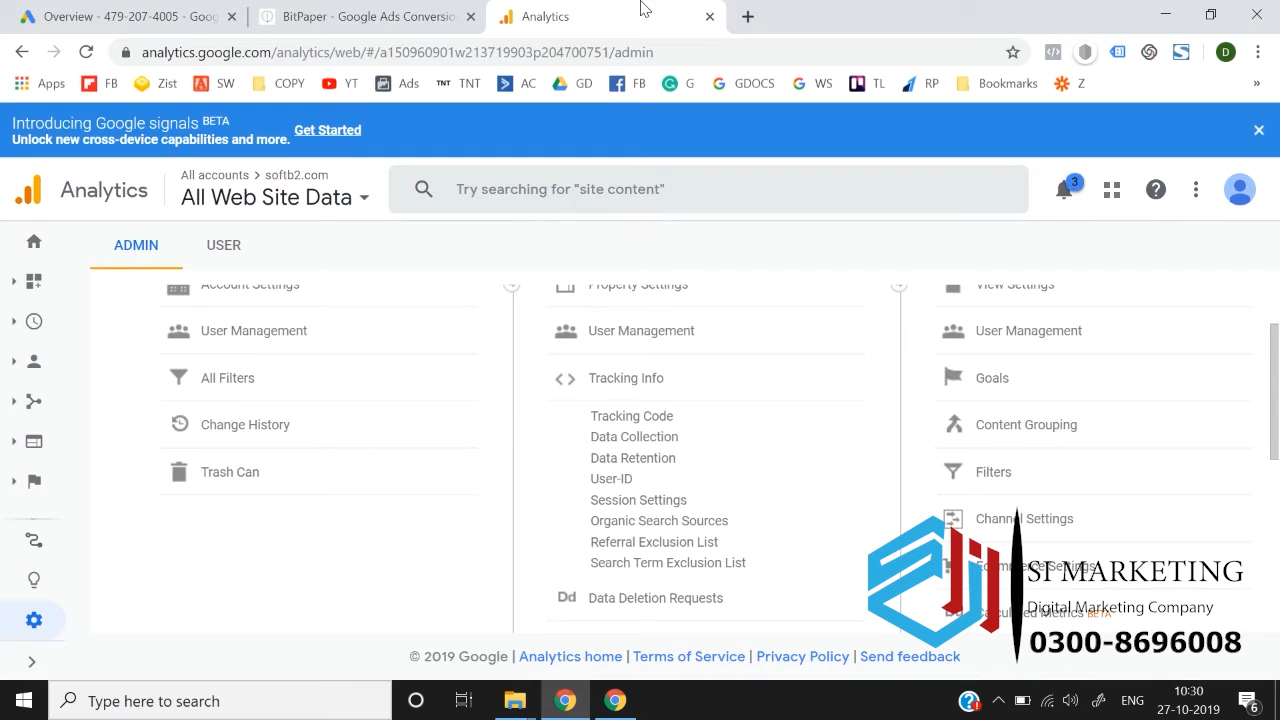 Overview - 479-207-4005 - Goog
BitPaper - Google Ads Conversio
Analytics
analytics.google.com/analytics/web/#/a150960901w213719903p204700751/admin
D
Apps FB Zist SW COPY YT Ads TNT TNT AC GD FB G GDOCS WS TL RP Bookmarks Z »
Introducing Google signals BETA
Unlock new cross-device capabilities and more. Get Started
Analytics
All accounts > softb2.com
All Web Site Data
Try searching for "site content"
3
ADMIN USER
Account Settings
User Management
All Filters
Change History
Trash Can
Property Settings
User Management
Tracking Info
Tracking Code
Data Collection
Data Retention
User-ID
Session Settings
Organic Search Sources
Referral Exclusion List
Search Term Exclusion List
Dd Data Deletion Requests
View Settings
User Management
Goals
Content Grouping
Filters
Channel Settings
Ecommerce Settings
Calculated Metrics BETA
SI MARKETING
Digital Marketing Company
0300-8696008
© 2019 Google | Analytics home | Terms of Service | Privacy Policy | Send feedback
Type here to search
ENG
10:30
27-10-2019
6